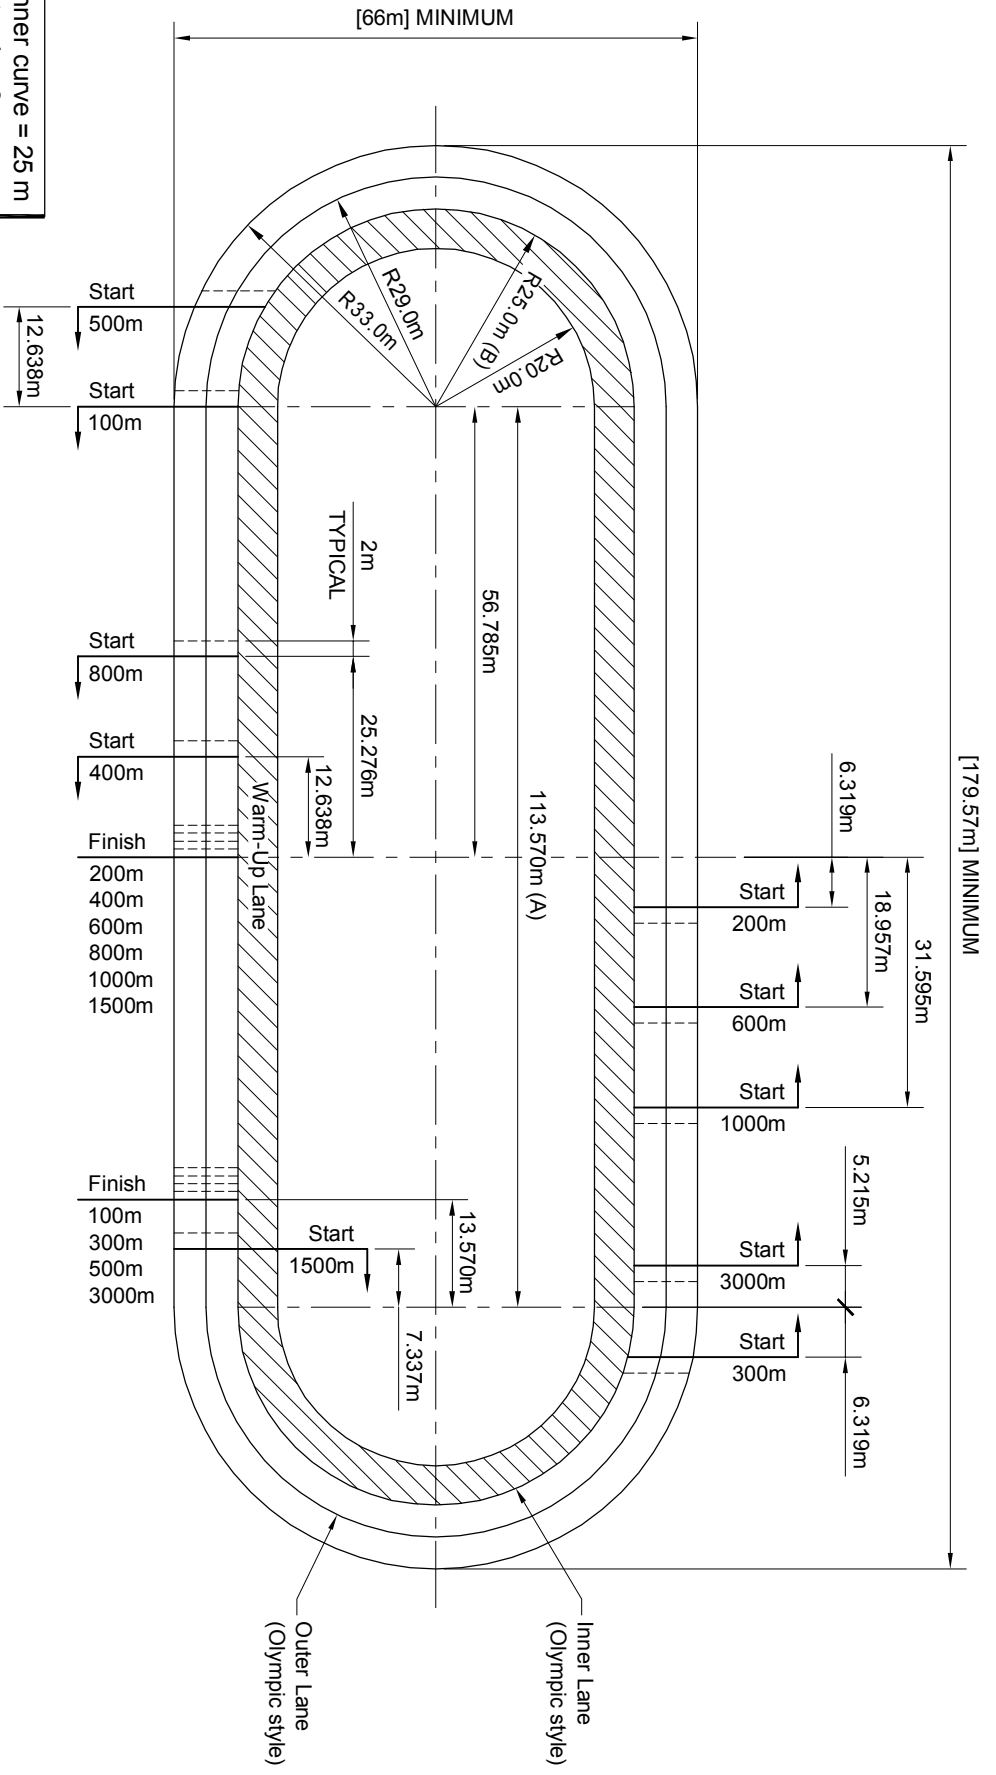 [66m] MINIMUM
nner curve = 25 m
[179.57m] MINIMUM
R29.0m
R33.0m
R25.0m (B)
R20.0m
Start
500m
12.638m
Start
100m
2m
TYPICAL
56.785m
113.570m (A)
Start
800m
25.276m
Start
400m
12.638m
Warm-Up Lane
Finish
200m
400m
600m
800m
1000m
1500m
6.319m
18.957m
31.595m
Start
200m
Start
600m
Start
1000m
5.215m
Start
3000m
Start
300m
6.319m
Finish
100m
300m
500m
3000m
Start
1500m
13.570m
7.337m
Outer Lane
(Olympic style)
Inner Lane
(Olympic style)